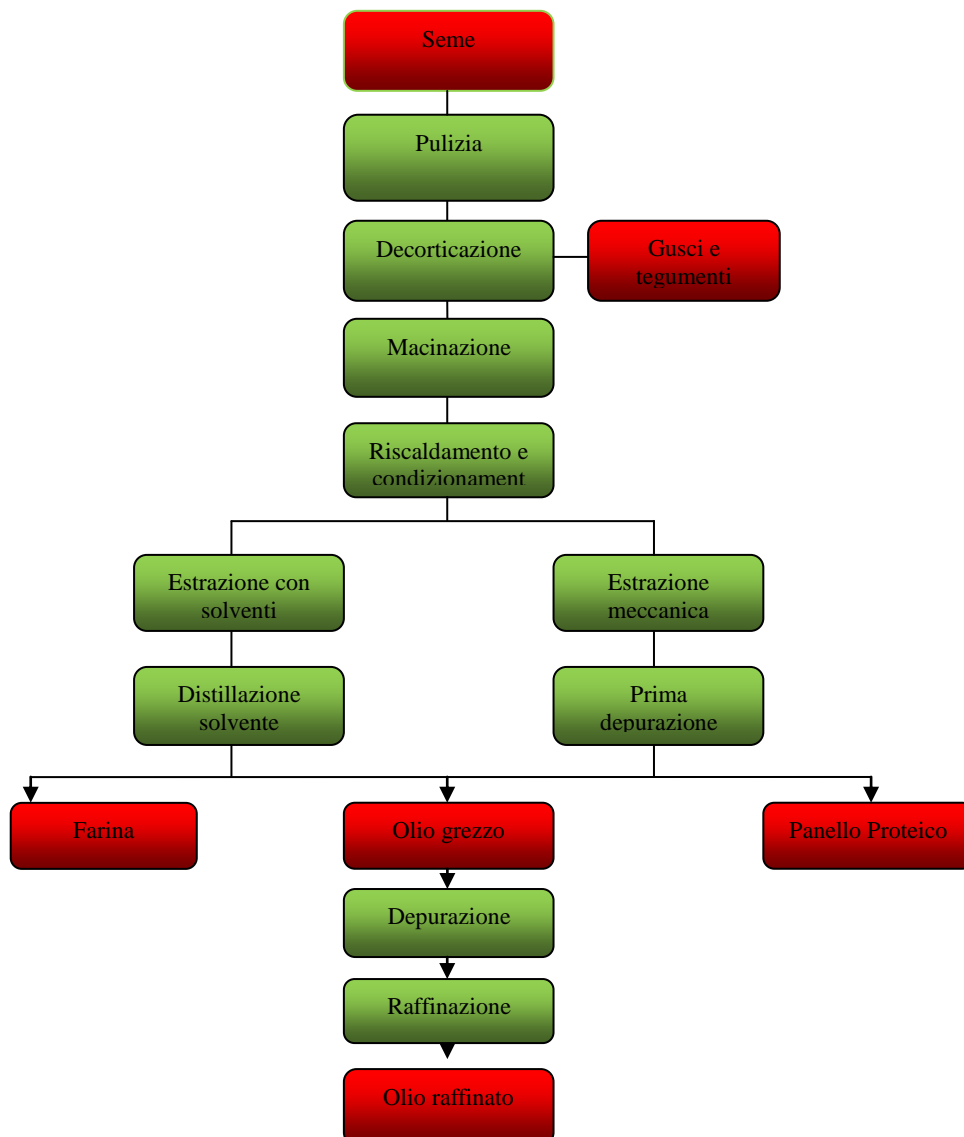 Seme
Pulizia
Decorticazione
Gusci e
tegumenti
Macinazione
Riscaldamento e
condizionament
Estrazione con
solventi
Estrazione
meccanica
Distillazione
solvente
Prima
depurazione
Farina
Olio grezzo
Panello Proteico
Depurazione
Raffinazione
Olio raffinato